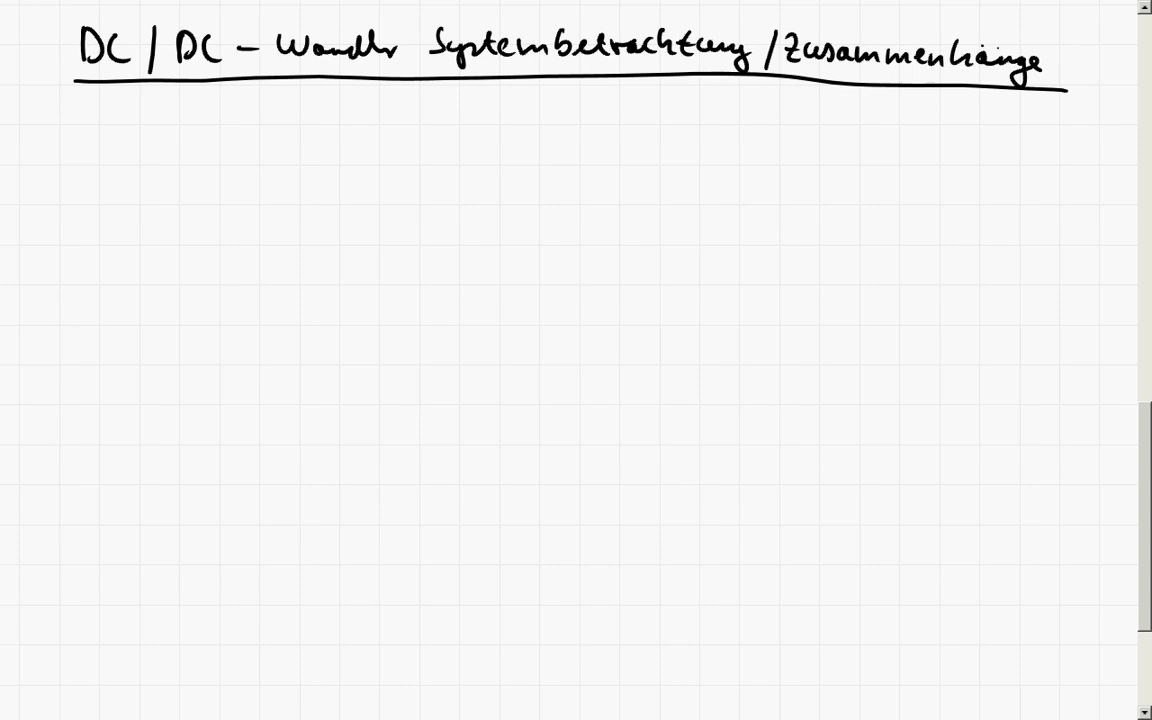 DC / DC - Wandler Systembetrachtung / Zusammenhänge